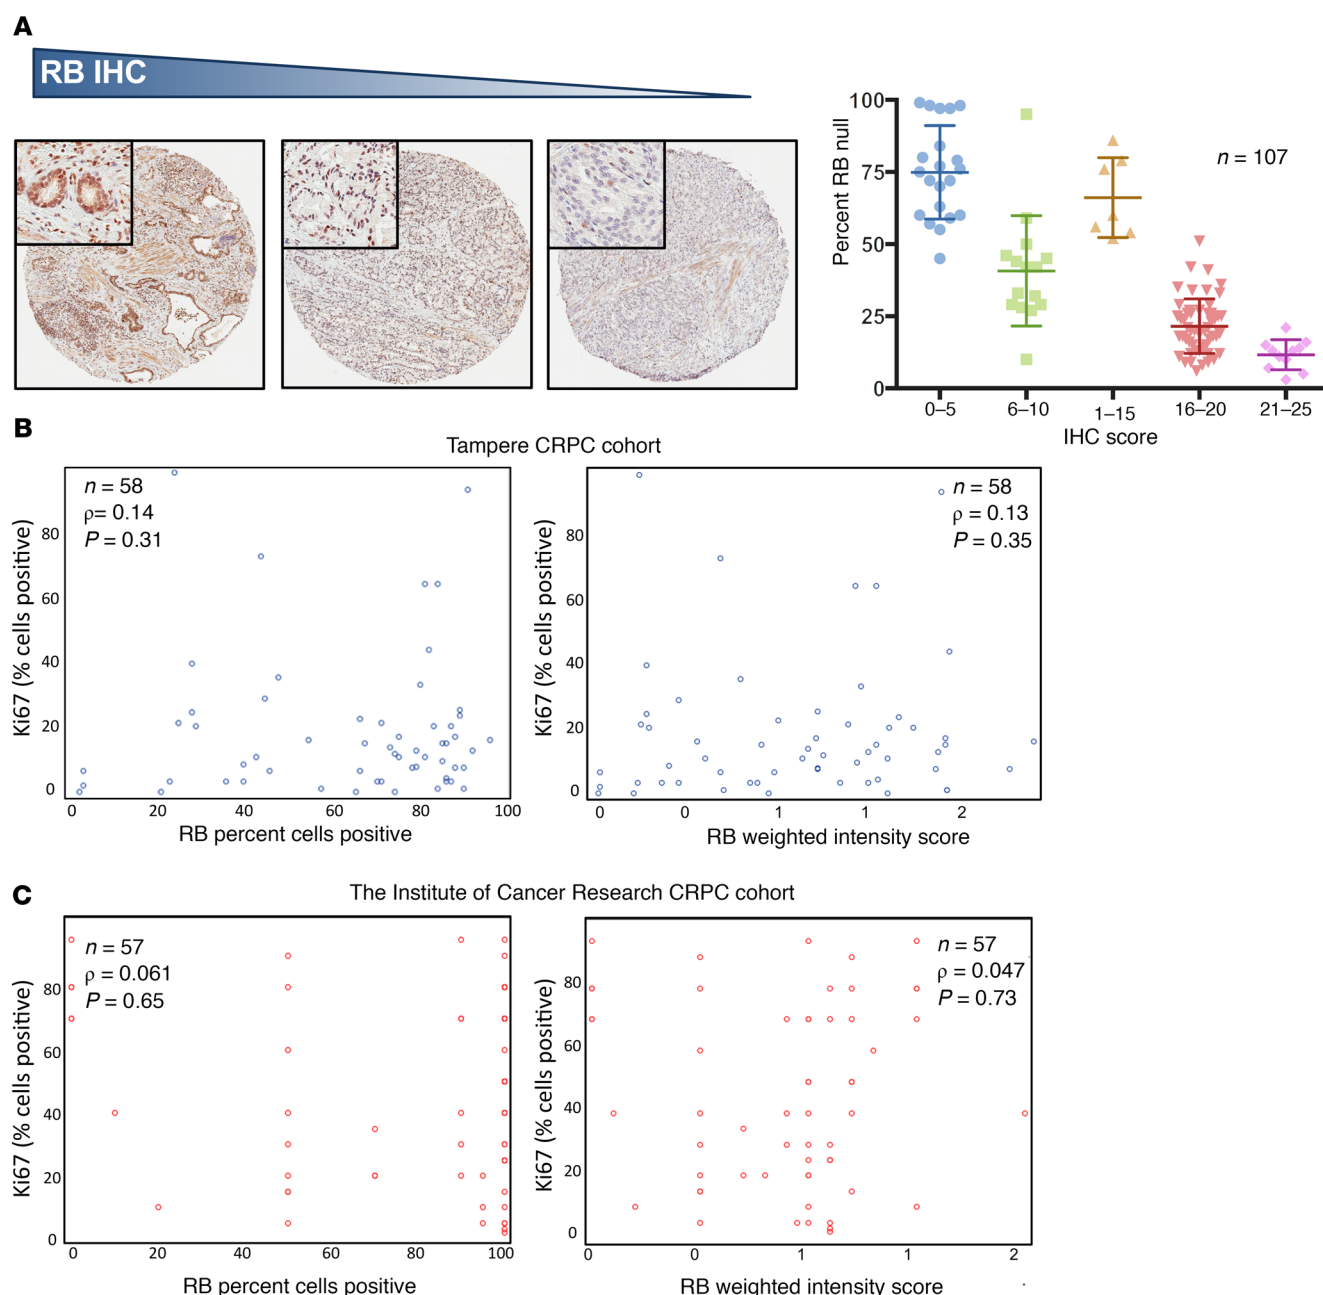 A
RB IHC
Percent RB null
100
75
50
25
0
n = 107
0–5
6–10
1–15
16–20
21–25
IHC score
B
Tampere CRPC cohort
Ki67 (% cells positive)
80
60
40
20
0
n = 58
ρ= 0.14
P = 0.31
0
20
40
60
80
100
RB percent cells positive
Ki67 (% cells positive)
80
60
40
20
0
n = 58
ρ = 0.13
P = 0.35
0
0
1
1
2
RB weighted intensity score
C
The Institute of Cancer Research CRPC cohort
Ki67 (% cells positive)
80
60
40
20
0
n = 57
ρ = 0.061
P = 0.65
0
20
40
60
80
100
RB percent cells positive
Ki67 (% cells positive)
80
60
40
20
0
n = 57
ρ = 0.047
P = 0.73
0
0
1
1
2
RB weighted intensity score